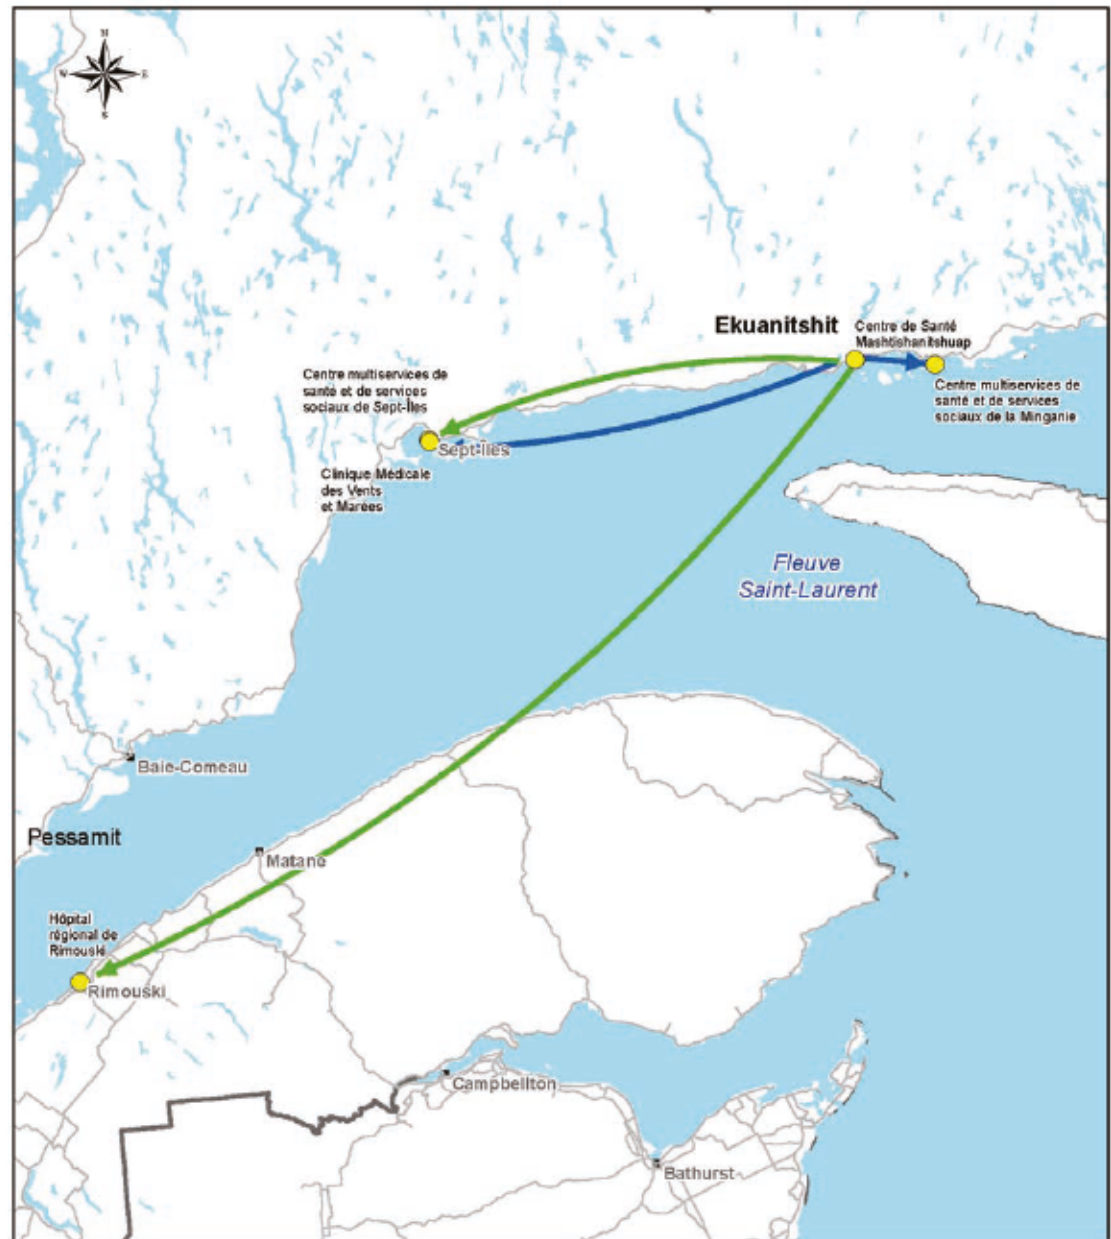 N
W
E
S
Ekuanitshit
Centre de Santé
Mashtishanitshuap
Centre multiservices de
santé et de services
sociaux de Sept-Îles
Centre multiservices de
santé et de services
sociaux de la Minganie
Sept-Îles
Clinique Médicale
des Vents
et Marées
Fleuve
Saint-Laurent
Baie-Comeau
Pessamit
Matane
Hôpital
régional de
Rimouski
Rimouski
Campbellton
Bathurst